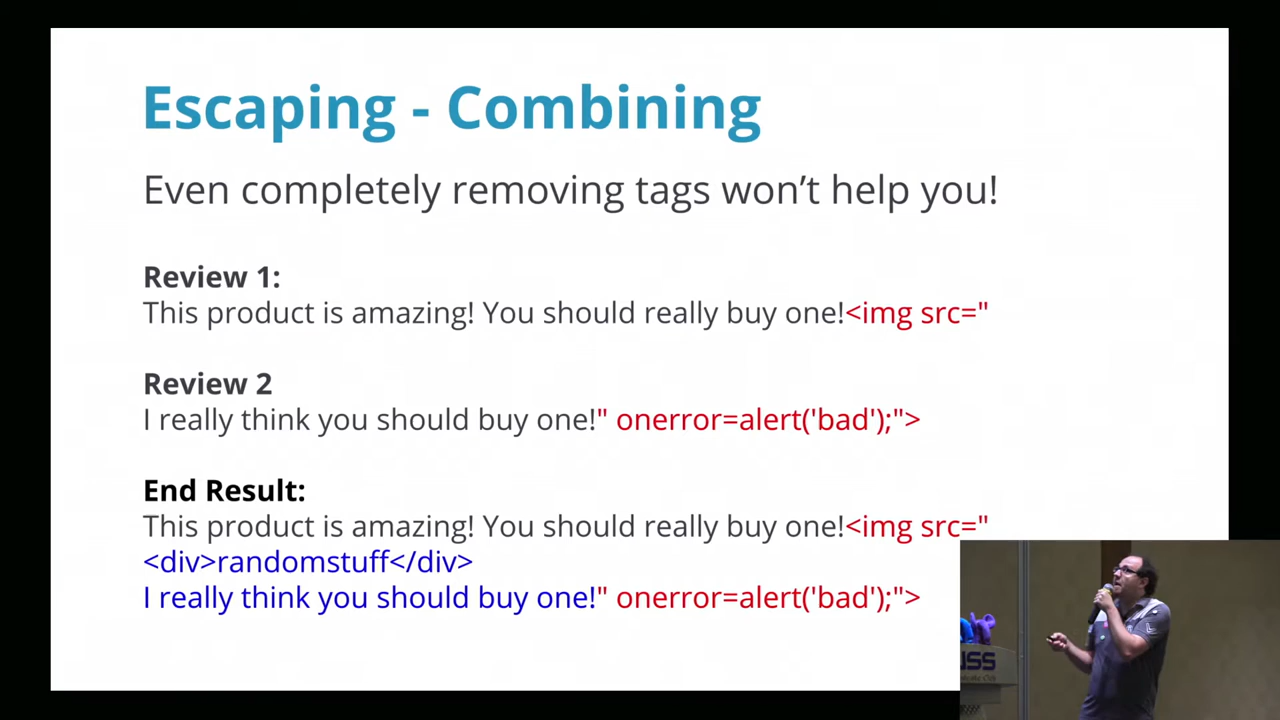 Escaping - Combining
Even completely removing tags won't help you!
Review 1:
This product is amazing! You should really buy one!<img src="
Review 2
I really think you should buy one!" onerror=alert('bad');">
End Result:
This product is amazing! You should really buy one!<img src="
<div>randomstuff</div>
I really think you should buy one!" onerror=alert('bad');">